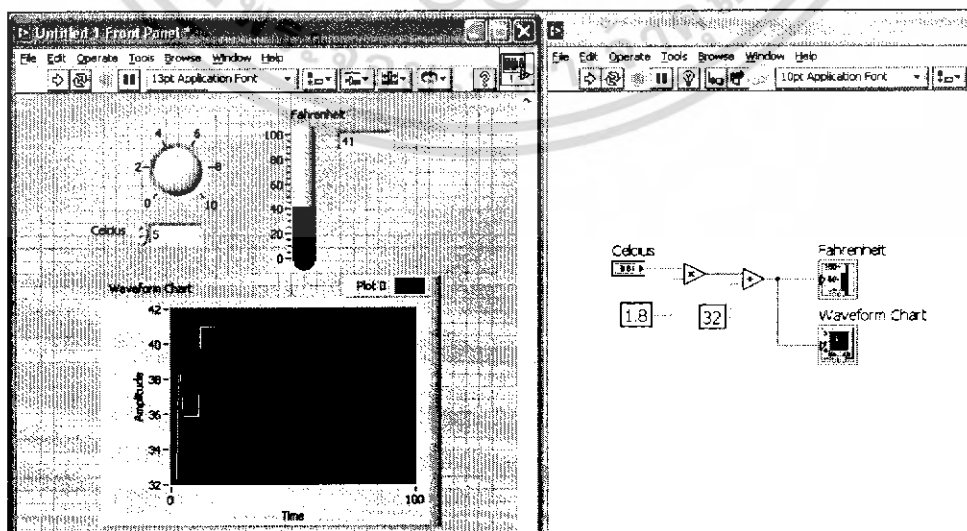 Untitled 1 Front Panel *
File Edit Operate Tools Browse Window Help
13pt Application Font
Fahrenheit
41
100
80
60
40
20
0
0
2
4
6
8
10
Celcius
5
Waveform Chart
Plot 0
Amplitude
42
40
38
36
34
32
0
100
Time
File Edit Operate Tools Browse Window Help
10pt Application Font
Celcius
1.8
32
Fahrenheit
Waveform Chart